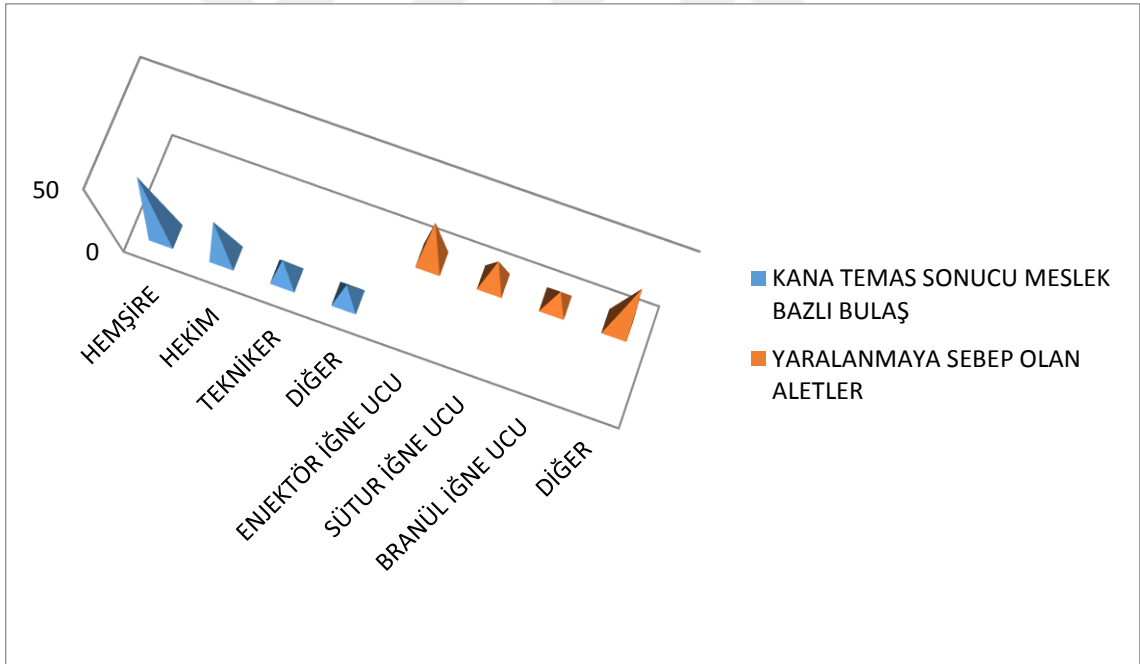 50
0
HEMŞİRE
HEKİM
TEKNİKER
DİĞER
ENJEKTÖR İĞNE UCU
SÜTUR İĞNE UCU
BRANÜL İĞNE UCU
DİĞER
KANA TEMAS SONUCU MESLEK
BAZLI BULAŞ
YARALANMAYA SEBEP OLAN
ALETLER